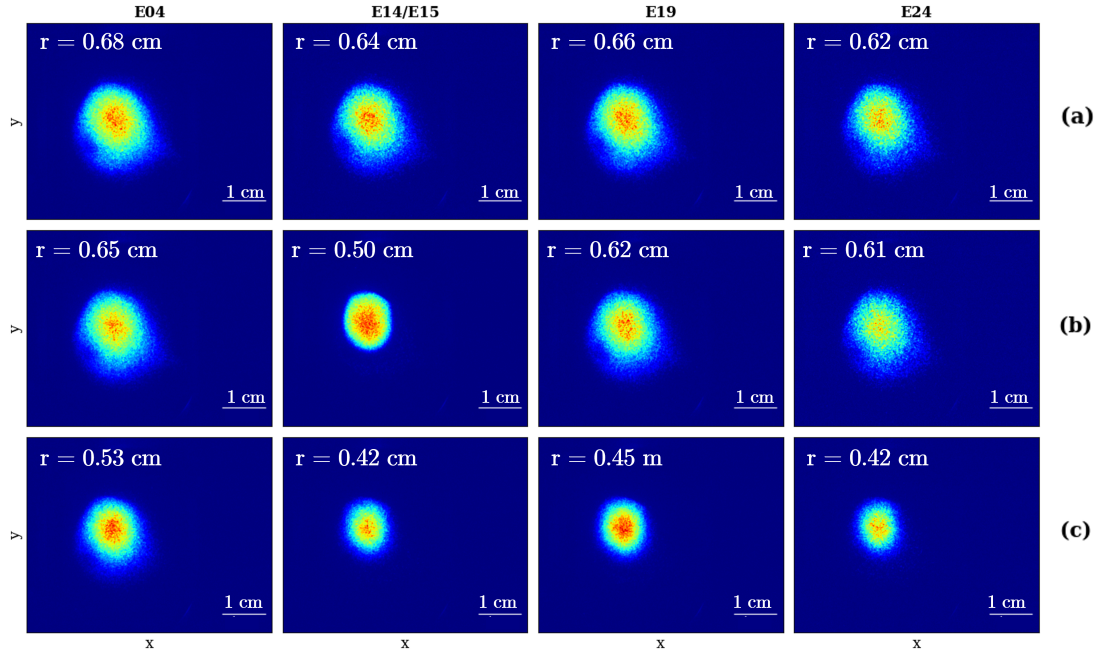 E04 E14/E15 E19 E24
r = 0.68 cm r = 0.64 cm r = 0.66 cm r = 0.62 cm
y (a)
1 cm 1 cm 1 cm 1 cm
r = 0.65 cm r = 0.50 cm r = 0.62 cm r = 0.61 cm
y (b)
1 cm 1 cm 1 cm 1 cm
r = 0.53 cm r = 0.42 cm r = 0.45 m r = 0.42 cm
y (c)
1 cm 1 cm 1 cm 1 cm
x x x x